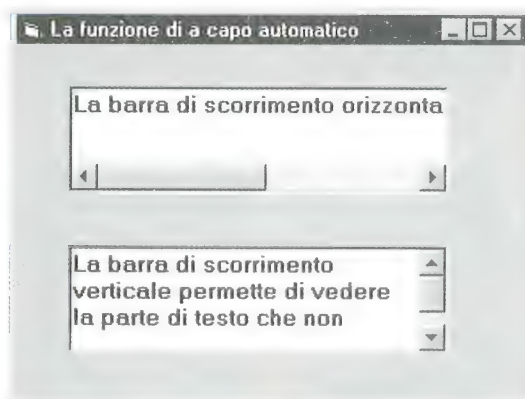 La funzione di a capo automatico
La barra di scorrimento orizzonta
La barra di scorrimento
verticale permette di vedere
la parte di testo che non